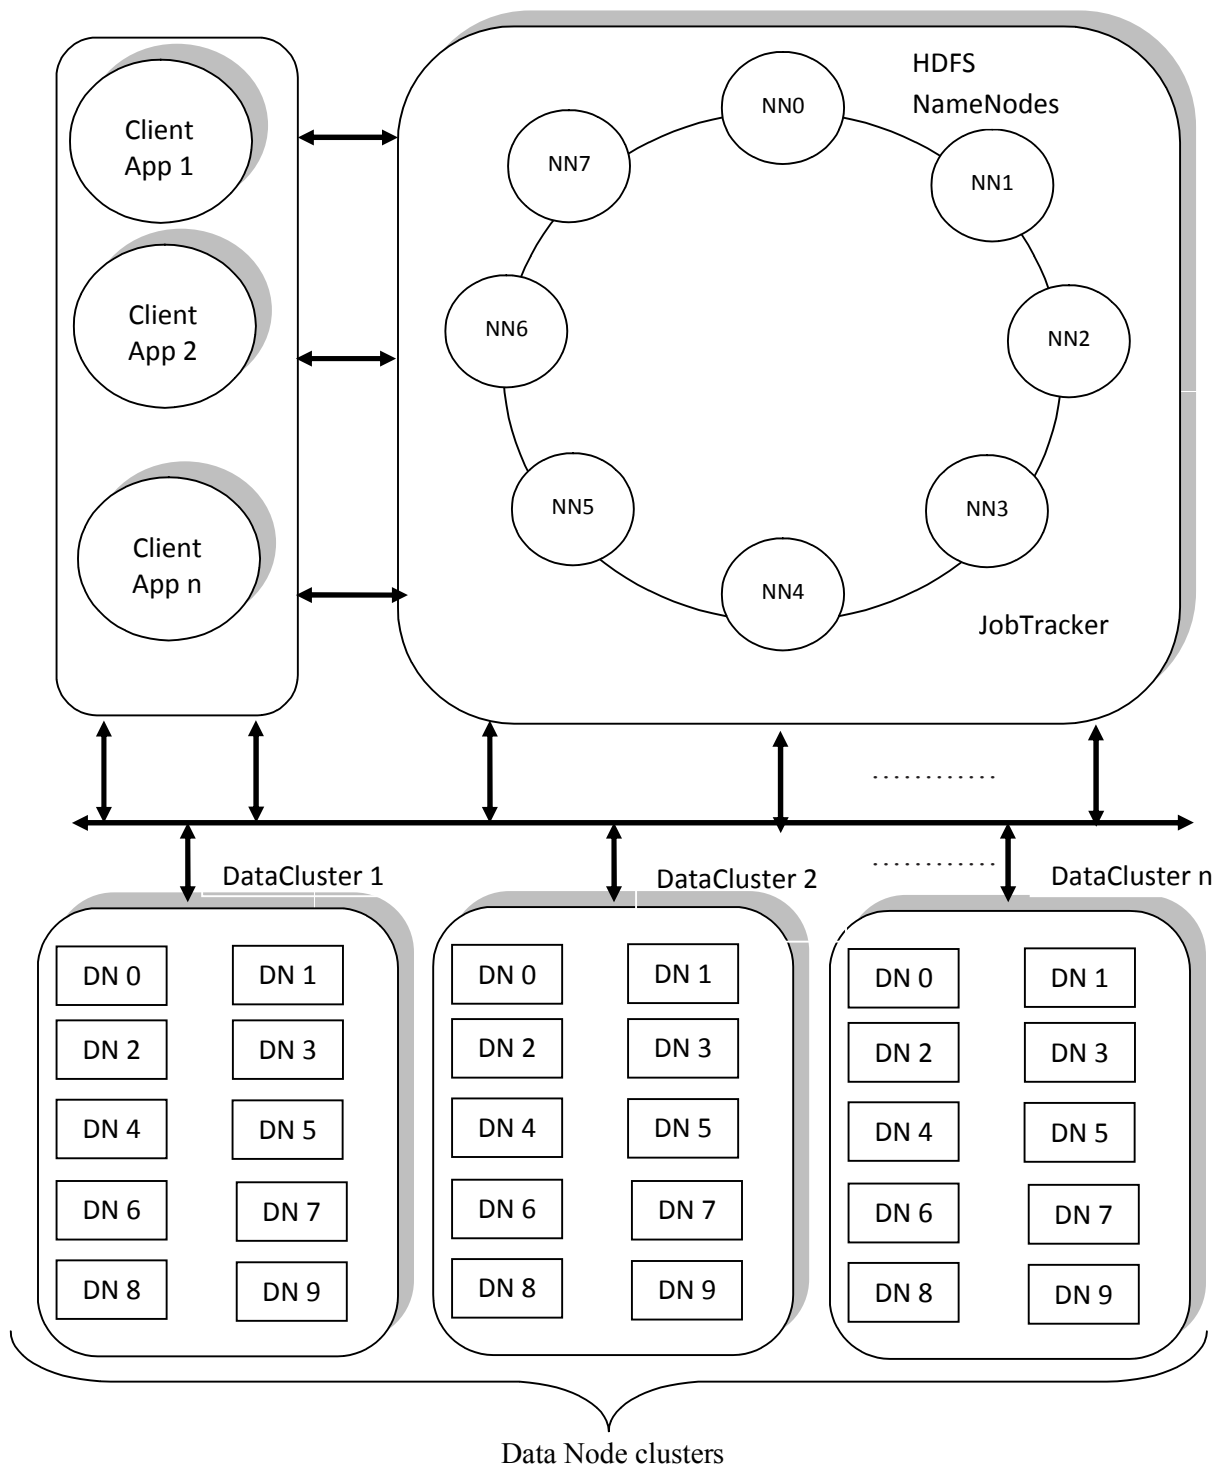 Client
App 1
Client
App 2
Client
App n
HDFS
NameNodes
NN0
NN1
NN2
NN3
NN4
NN5
NN6
NN7
JobTracker
............
............
DataCluster 1
DataCluster 2
DataCluster n
DN 0
DN 1
DN 2
DN 3
DN 4
DN 5
DN 6
DN 7
DN 8
DN 9
DN 0
DN 1
DN 2
DN 3
DN 4
DN 5
DN 6
DN 7
DN 8
DN 9
DN 0
DN 1
DN 2
DN 3
DN 4
DN 5
DN 6
DN 7
DN 8
DN 9
Data Node clusters